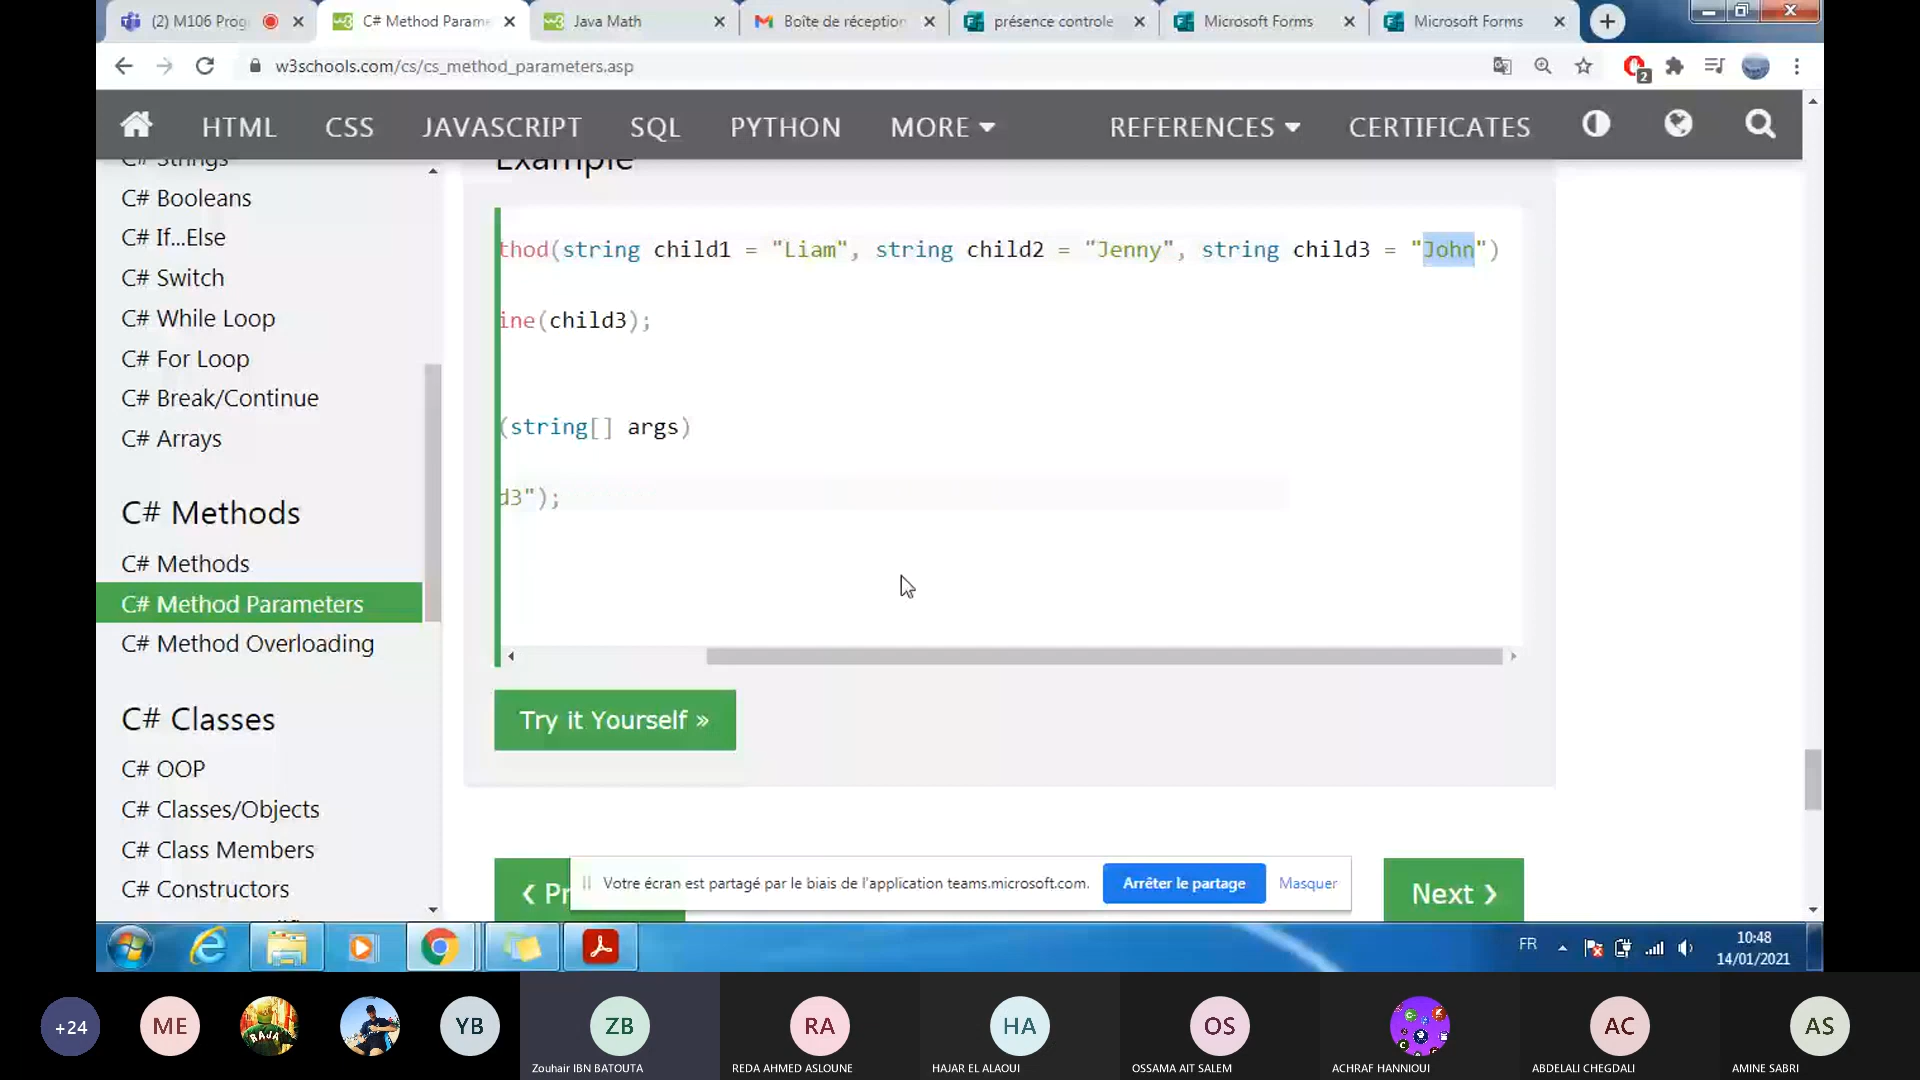 (2) M106 Prog
C# Method Parame
Java Math
Boîte de réception
présence controle
Microsoft Forms
Microsoft Forms
w3schools.com/cs/cs_method_parameters.asp
2
HTML CSS JAVASCRIPT SQL PYTHON MORE REFERENCES CERTIFICATES
C# Strings
C# Booleans
C# If...Else
C# Switch
C# While Loop
C# For Loop
C# Break/Continue
C# Arrays
C# Methods
C# Methods
C# Method Parameters
C# Method Overloading
C# Classes
C# OOP
C# Classes/Objects
C# Class Members
C# Constructors
Example
thod(string child1 = "Liam", string child2 = "Jenny", string child3 = "John")
ine(child3);
(string[] args)
d3");
Try it Yourself »
❮ Pr
Next ❯
Votre écran est partagé par le biais de l'application teams.microsoft.com.
Arrêter le partage
Masquer
FR
10:48
14/01/2021
+24
ME
RAJA
YB
ZB
Zouhair IBN BATOUTA
RA
REDA AHMED ASLOUNE
HA
HAJAR EL ALAOUI
OS
OSSAMA AIT SALEM
ACHRAF HANNIOUI
AC
ABDELALI CHEGDALI
AS
AMINE SABRI